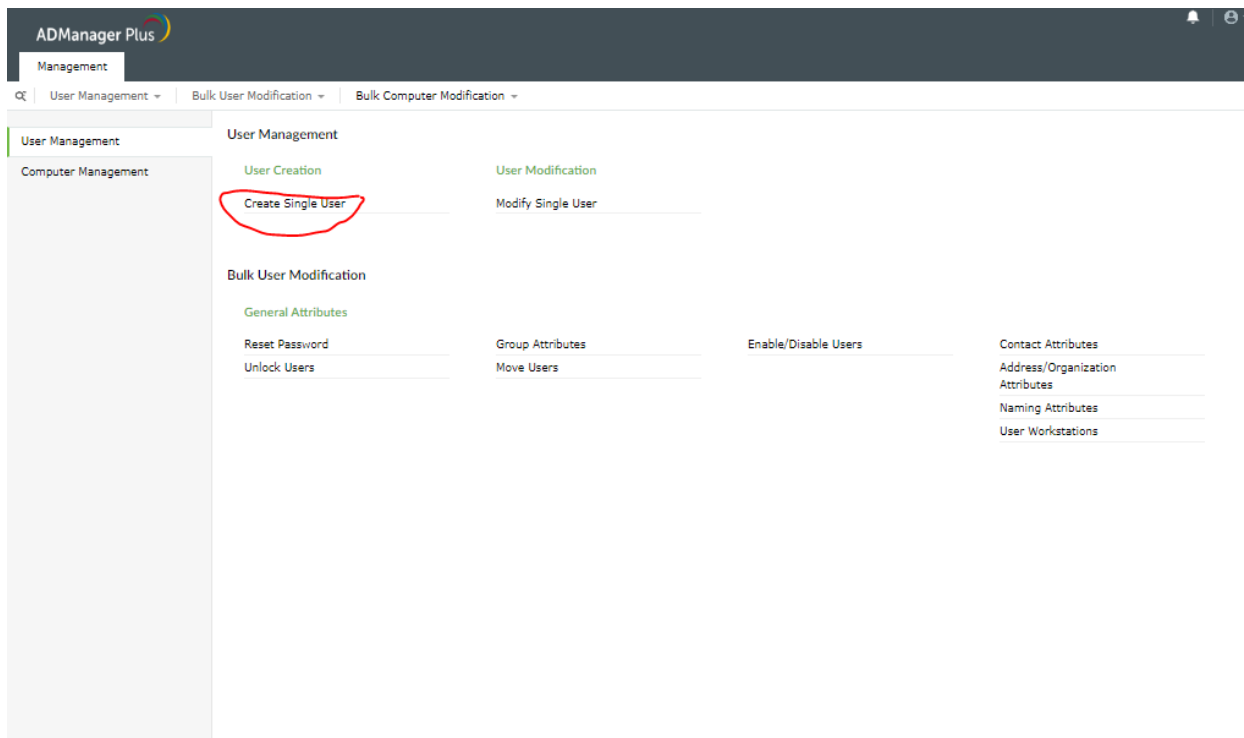 ADManager Plus
Management
User Management
Bulk User Modification
Bulk Computer Modification
User Management
Computer Management
User Management
User Creation
User Modification
Create Single User
Modify Single User
Bulk User Modification
General Attributes
Reset Password
Group Attributes
Enable/Disable Users
Contact Attributes
Unlock Users
Move Users
Address/Organization
Attributes
Naming Attributes
User Workstations